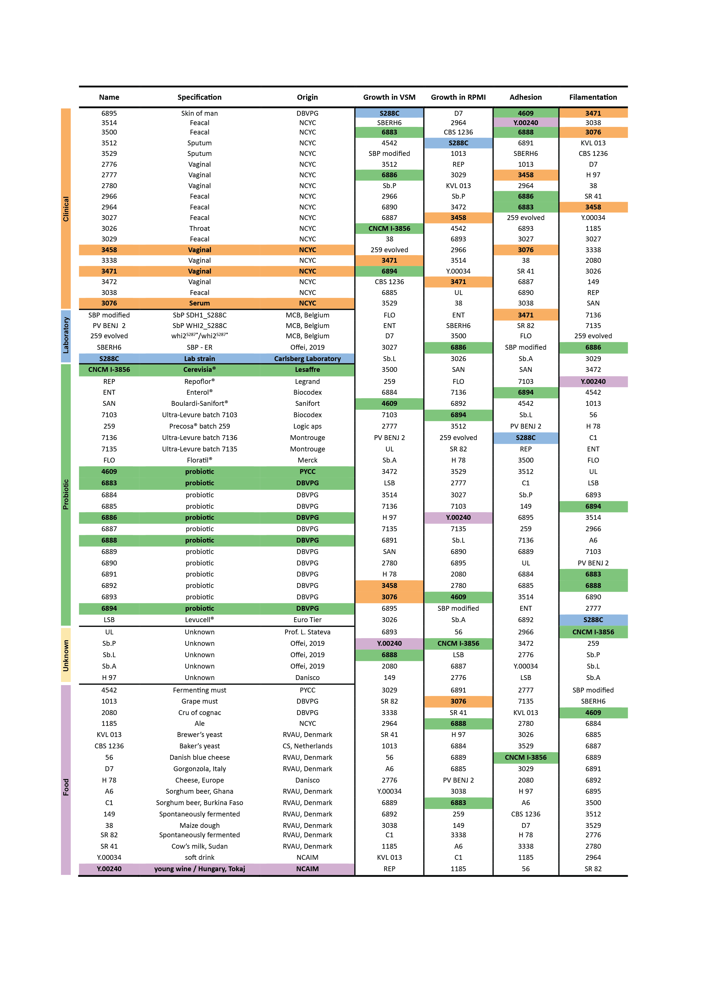 Name Specification Origin Growth in VSM Growth in RPMI Adhesion Filamentation
Clinical
6895 Skin of man DBVPG S288C D7 4609 3471
3514 Feacal NCYC SBERH6 2964 Y.00240 3038
3500 Feacal NCYC 6883 CBS 1236 6888 3076
3512 Sputum NCYC 4542 S288C 6891 KVL 013
3529 Sputum NCYC SBP modified 1013 SBERH6 CBS 1236
2776 Vaginal NCYC 3512 REP 1013 D7
2777 Vaginal NCYC 6886 3029 3458 H 97
2780 Vaginal NCYC Sb.P KVL 013 2964 38
2966 Feacal NCYC 2966 Sb.P 6886 SR 41
2964 Feacal NCYC 6890 3472 6883 3458
3027 Feacal NCYC 6887 3458 259 evolved Y.00034
3026 Throat NCYC CNCM I-3856 4542 6893 1185
3029 Feacal NCYC 38 6893 3027 3027
3458 Vaginal NCYC 259 evolved 2966 3076 3338
3338 Vaginal NCYC 3471 3514 38 2080
3471 Vaginal NCYC 6894 Y.00034 SR 41 3026
3472 Vaginal NCYC CBS 1236 3471 6887 149
3038 Feacal NCYC 6885 UL 6890 REP
3076 Serum NCYC 3529 38 3038 SAN
Laboratory
SBP modified SbP SDH1_S288C MCB, Belgium FLO ENT 3471 7136
PV BENJ 2 SbP WHI2_S288C MCB, Belgium ENT SBERH6 SR 82 7135
259 evolved whi2S287*/whi2S287* MCB, Belgium D7 3500 FLO 259 evolved
SBERH6 SBP - ER Offei, 2019 3027 6886 SBP modified 6886
S288C Lab strain Carlsberg Laboratory Sb.L 3026 Sb.A 3029
Probiotic
CNCM I-3856 Cerevisia® Lesaffre 3500 SAN SAN 3472
REP Repoflor® Legrand 259 FLO 7103 Y.00240
ENT Enterol® Biocodex 6884 7136 6894 4542
SAN Boulardi-Sanifort® Sanifort 4609 6892 4542 1013
7103 Ultra-Levure batch 7103 Biocodex 7103 6894 Sb.L 56
259 Precosa® batch 259 Logic aps 2777 3512 PV BENJ 2 H 78
7136 Ultra-Levure batch 7136 Montrouge PV BENJ 2 259 evolved S288C C1
7135 Ultra-Levure batch 7135 Montrouge UL SR 82 REP ENT
FLO Floratil® Merck Sb.A H 78 3500 FLO
4609 probiotic PYCC 3472 3529 3512 UL
6883 probiotic DBVPG LSB 2777 C1 LSB
6884 probiotic DBVPG 3514 3027 Sb.P 6893
6885 probiotic DBVPG 7136 7103 149 6894
6886 probiotic DBVPG H 97 Y.00240 6895 3514
6887 probiotic DBVPG 7135 7135 259 2966
6888 probiotic DBVPG 6891 Sb.L 7136 A6
6889 probiotic DBVPG SAN 6890 6889 7103
6890 probiotic DBVPG 2780 6895 UL PV BENJ 2
6891 probiotic DBVPG H 78 2080 6884 6883
6892 probiotic DBVPG 3458 2780 6885 6888
6893 probiotic DBVPG 3076 4609 3514 6890
6894 probiotic DBVPG 6895 SBP modified ENT 2777
LSB Levucell® Euro Tier 3026 Sb.A 6892 S288C
Unknown
UL Unknown Prof. L. Stateva 6893 56 2966 CNCM I-3856
Sb.P Unknown Offei, 2019 Y.00240 CNCM I-3856 3472 259
Sb.L Unknown Offei, 2019 6888 LSB 2776 Sb.P
Sb.A Unknown Offei, 2019 2080 6887 Y.00034 Sb.L
H 97 Unknown Danisco 149 2776 LSB Sb.A
Food
4542 Fermenting must PYCC 3029 6891 2777 SBP modified
1013 Grape must DBVPG SR 82 3076 7135 SBERH6
2080 Cru of cognac DBVPG 3338 SR 41 KVL 013 4609
1185 Ale NCYC 2964 6888 2780 6884
KVL 013 Brewer’s yeast RVAU, Denmark SR 41 H 97 3026 6885
CBS 1236 Baker’s yeast CS, Netherlands 1013 6884 3529 6887
56 Danish blue cheese RVAU, Denmark 56 6889 CNCM I-3856 6889
D7 Gorgonzola, Italy RVAU, Denmark A6 6885 3029 6891
H 78 Cheese, Europe Danisco 2776 PV BENJ 2 2080 6892
A6 Sorghum beer, Ghana RVAU, Denmark Y.00034 3038 H 97 6895
C1 Sorghum beer, Burkina Faso RVAU, Denmark 6889 6883 A6 3500
149 Spontaneously fermented RVAU, Denmark 6892 259 CBS 1236 3512
38 Maize dough RVAU, Denmark 3038 149 D7 3529
SR 82 Spontaneously fermented RVAU, Denmark C1 3338 H 78 2776
SR 41 Cow’s milk, Sudan RVAU, Denmark 1185 A6 3338 2780
Y.00034 soft drink NCAIM KVL 013 C1 1185 2964
Y.00240 young wine / Hungary, Tokaj NCAIM REP 1185 56 SR 82